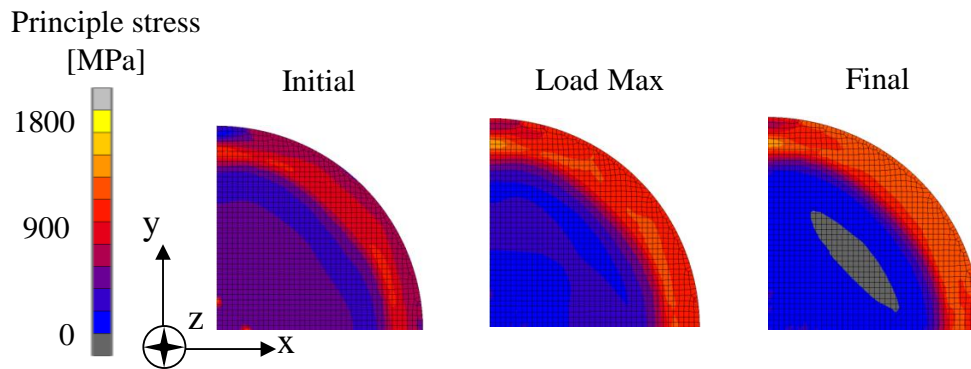 Principle stress
[MPa]
Initial
Load Max
Final
1800
900
0
y
z
x